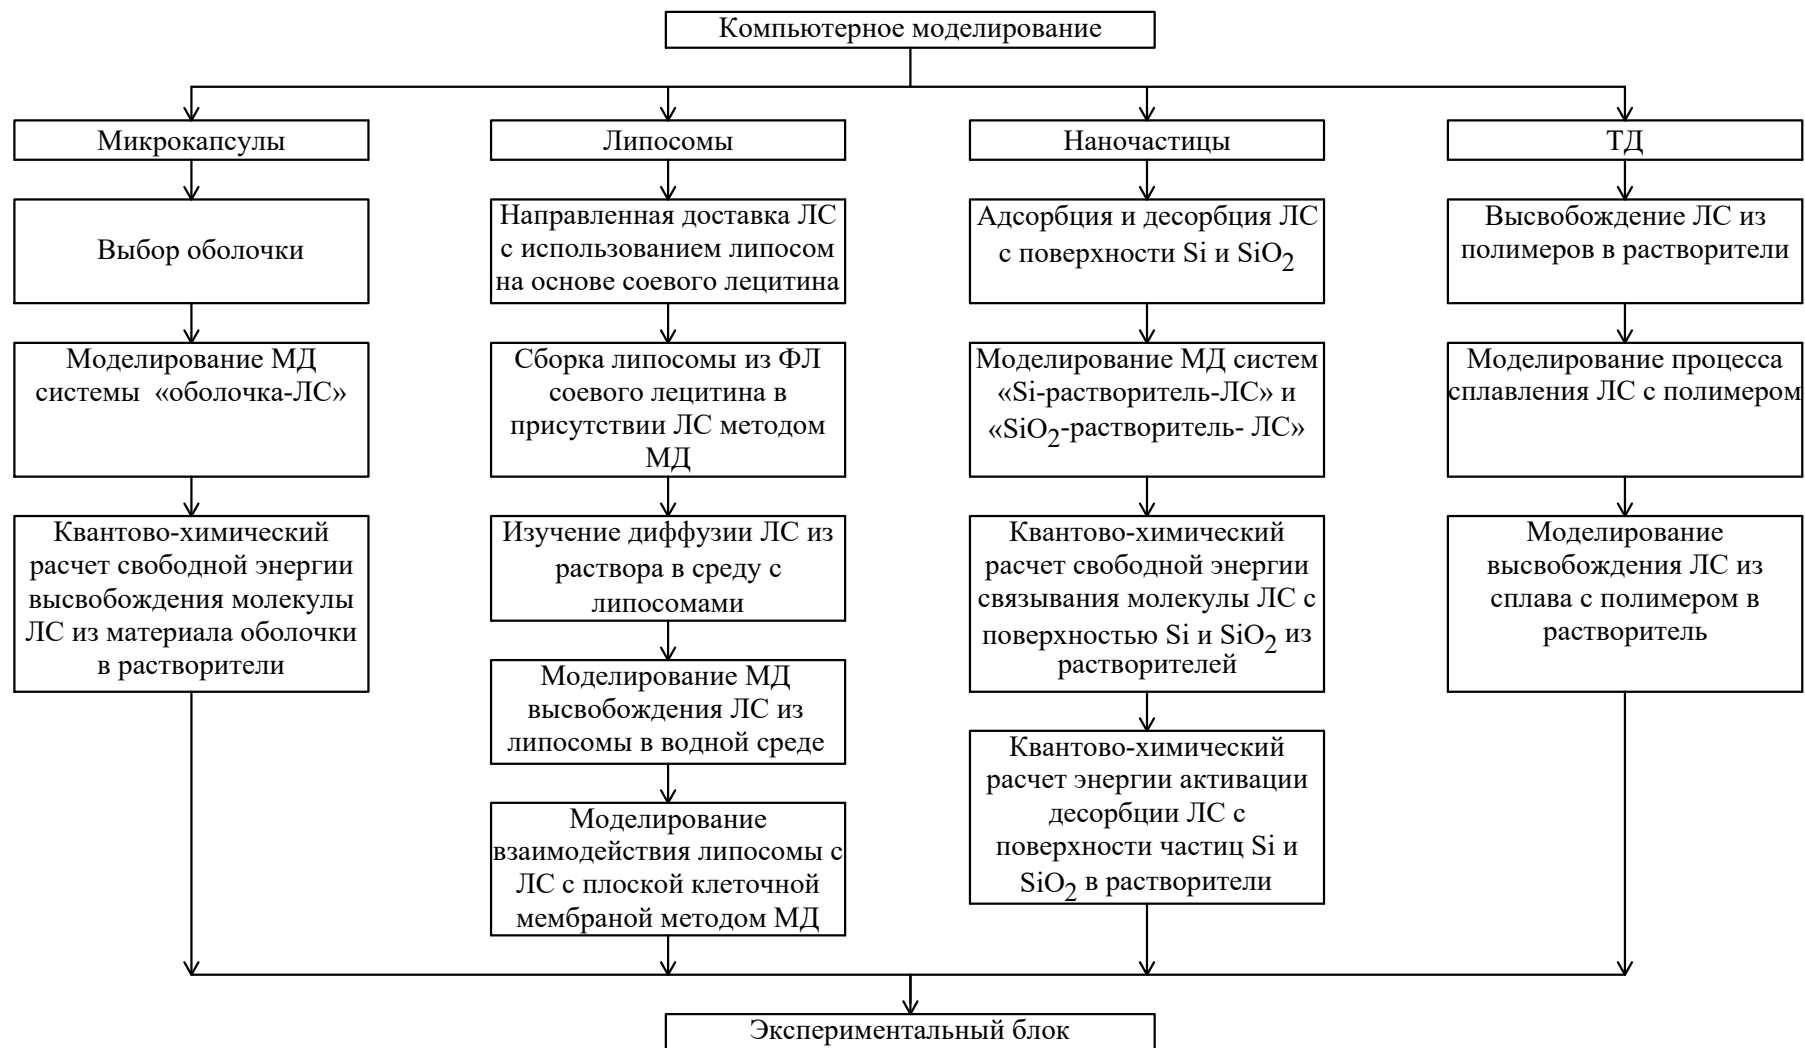 Компьютерное моделирование
Микрокапсулы
Липосомы
Наночастицы
ТД
Выбор оболочки
Направленная доставка ЛС
с использованием липосом
на основе соевого лецитина
Адсорбция и десорбция ЛС
с поверхности Si и SiO2
Высвобождение ЛС из
полимеров в растворители
Моделирование МД
системы «оболочка-ЛС»
Сборка липосомы из ФЛ
соевого лецитина в
присутствии ЛС методом
МД
Моделирование МД систем
«Si-растворитель-ЛС» и
«SiO2-растворитель- ЛС»
Моделирование процесса
сплавления ЛС с полимером
Квантово-химический
расчет свободной энергии
высвобождения молекулы
ЛС из материала оболочки
в растворители
Изучение диффузии ЛС из
раствора в среду с
липосомами
Квантово-химический
расчет свободной энергии
связывания молекулы ЛС с
поверхностью Si и SiO2 из
растворителей
Моделирование
высвобождения ЛС из
сплава с полимером в
растворитель
Моделирование МД
высвобождения ЛС из
липосомы в водной среде
Квантово-химический
расчет энергии активации
десорбции ЛС с
поверхности частиц Si и
SiO2 в растворители
Моделирование
взаимодействия липосомы с
ЛС с плоской клеточной
мембраной методом МД
Экспериментальный блок